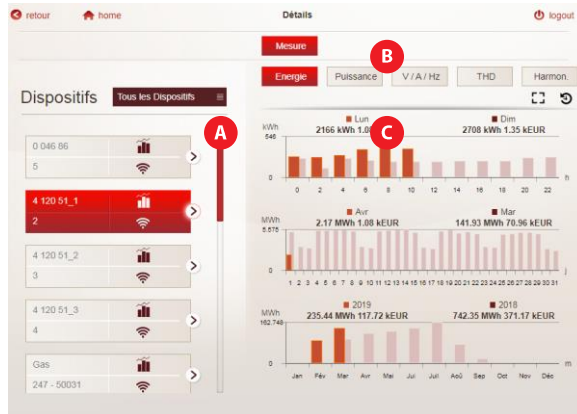 retour
home
Détails
logout
Mesure
B
Energie
Puissance
V / A / Hz
THD
Harmon.
Dispositifs
Tous les Dispositifs
A
C
0 046 86
5
4 120 51_1
2
4 120 51_2
3
4 120 51_3
4
Gas
247 - 50031
Lun
Dim
kWh
2166 kWh 1.08
2708 kWh 1.35 kEUR
546
0
0 2 4 6 8 10 12 14 16 18 20 22
h
Avr
Mar
MWh
2.17 MWh 1.08 kEUR
141.93 MWh 70.96 kEUR
5.675
0
1 2 3 4 5 6 7 8 9 10 11 12 13 14 15 16 17 18 19 20 21 22 23 24 25 26 27 28 29 30 31
j
2019
2018
MWh
235.44 MWh 117.72 kEUR
742.35 MWh 371.17 kEUR
162.748
0
Jan Fév Mar Avr Mai Jui Juil Aoû Sep Oct Nov Déc
m